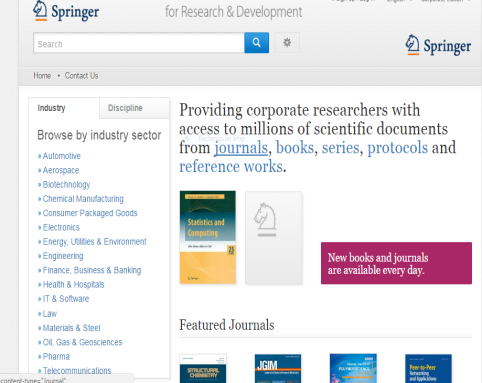 Springer
for Research & Development
English
Search
Springer
Home • Contact Us
Industry
Discipline
Browse by industry sector
» Automotive
» Aerospace
» Biotechnology
» Chemical Manufacturing
» Consumer Packaged Goods
» Electronics
» Energy, Utilities & Environment
» Engineering
» Finance, Business & Banking
» Health & Hospitals
» IT & Software
» Law
» Materials & Steel
» Oil, Gas & Geosciences
» Pharma
» Telecommunications
Providing corporate researchers with
access to millions of scientific documents
from journals, books, series, protocols and
reference works.
Statistics and
Computing
Springer
New books and journals
are available every day.
Featured Journals
STRUCTURAL
CHEMISTRY
JGIM
Peer-to-Peer
Networking
and Applications
content-type="Journal"